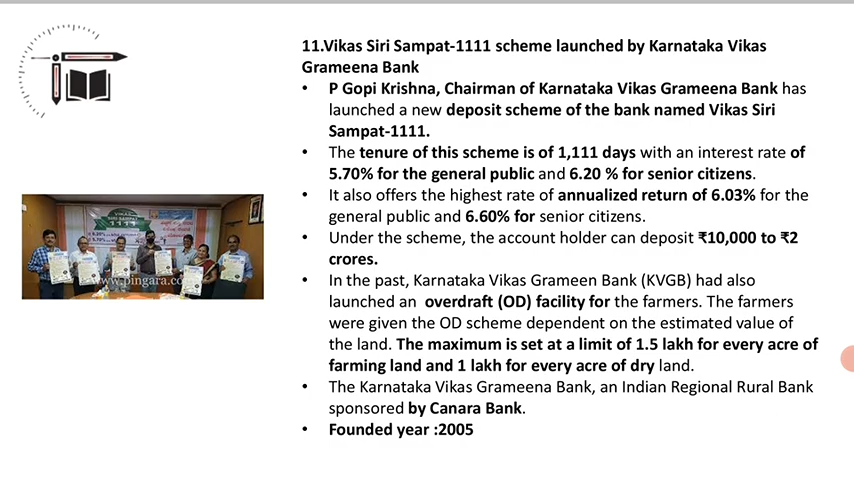 11.Vikas Siri Sampat-1111 scheme launched by Karnataka Vikas
Grameena Bank
• P Gopi Krishna, Chairman of Karnataka Vikas Grameena Bank has
launched a new deposit scheme of the bank named Vikas Siri
Sampat-1111.
• The tenure of this scheme is of 1,111 days with an interest rate of
5.70% for the general public and 6.20 % for senior citizens.
• It also offers the highest rate of annualized return of 6.03% for the
general public and 6.60% for senior citizens.
• Under the scheme, the account holder can deposit ₹10,000 to ₹2
crores.
• In the past, Karnataka Vikas Grameen Bank (KVGB) had also
launched an overdraft (OD) facility for the farmers. The farmers
were given the OD scheme dependent on the estimated value of
the land. The maximum is set at a limit of 1.5 lakh for every acre of
farming land and 1 lakh for every acre of dry land.
• The Karnataka Vikas Grameena Bank, an Indian Regional Rural Bank
sponsored by Canara Bank.
• Founded year :2005
VIKAS
SIRI SAMPAT
1111
www.pingara.co